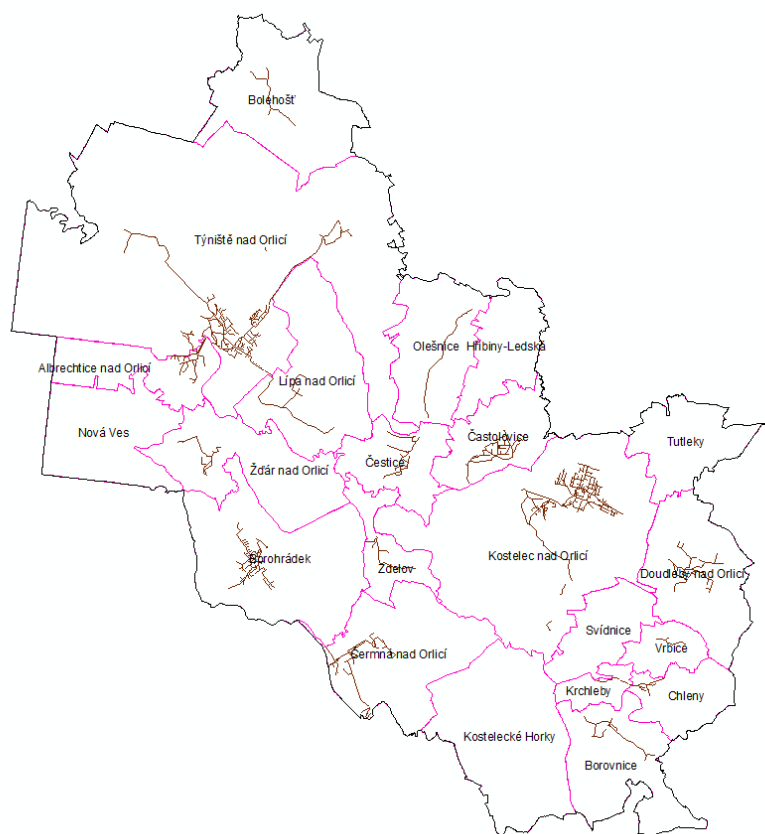 Bolehošť
Týniště nad Orlicí
Olešnice
Hřibiny-Ledská
Albrechtice nad Orlicí
Lípa nad Orlicí
Nová Ves
Častolovice
Tutleky
Čestice
Žďár nad Orlicí
Kostelec nad Orlicí
Borohrádek
Zdelov
Doudleby nad Orlicí
Svídnice
Vrbice
Čermná nad Orlicí
Krchleby
Chleny
Kostelecké Horky
Borovnice